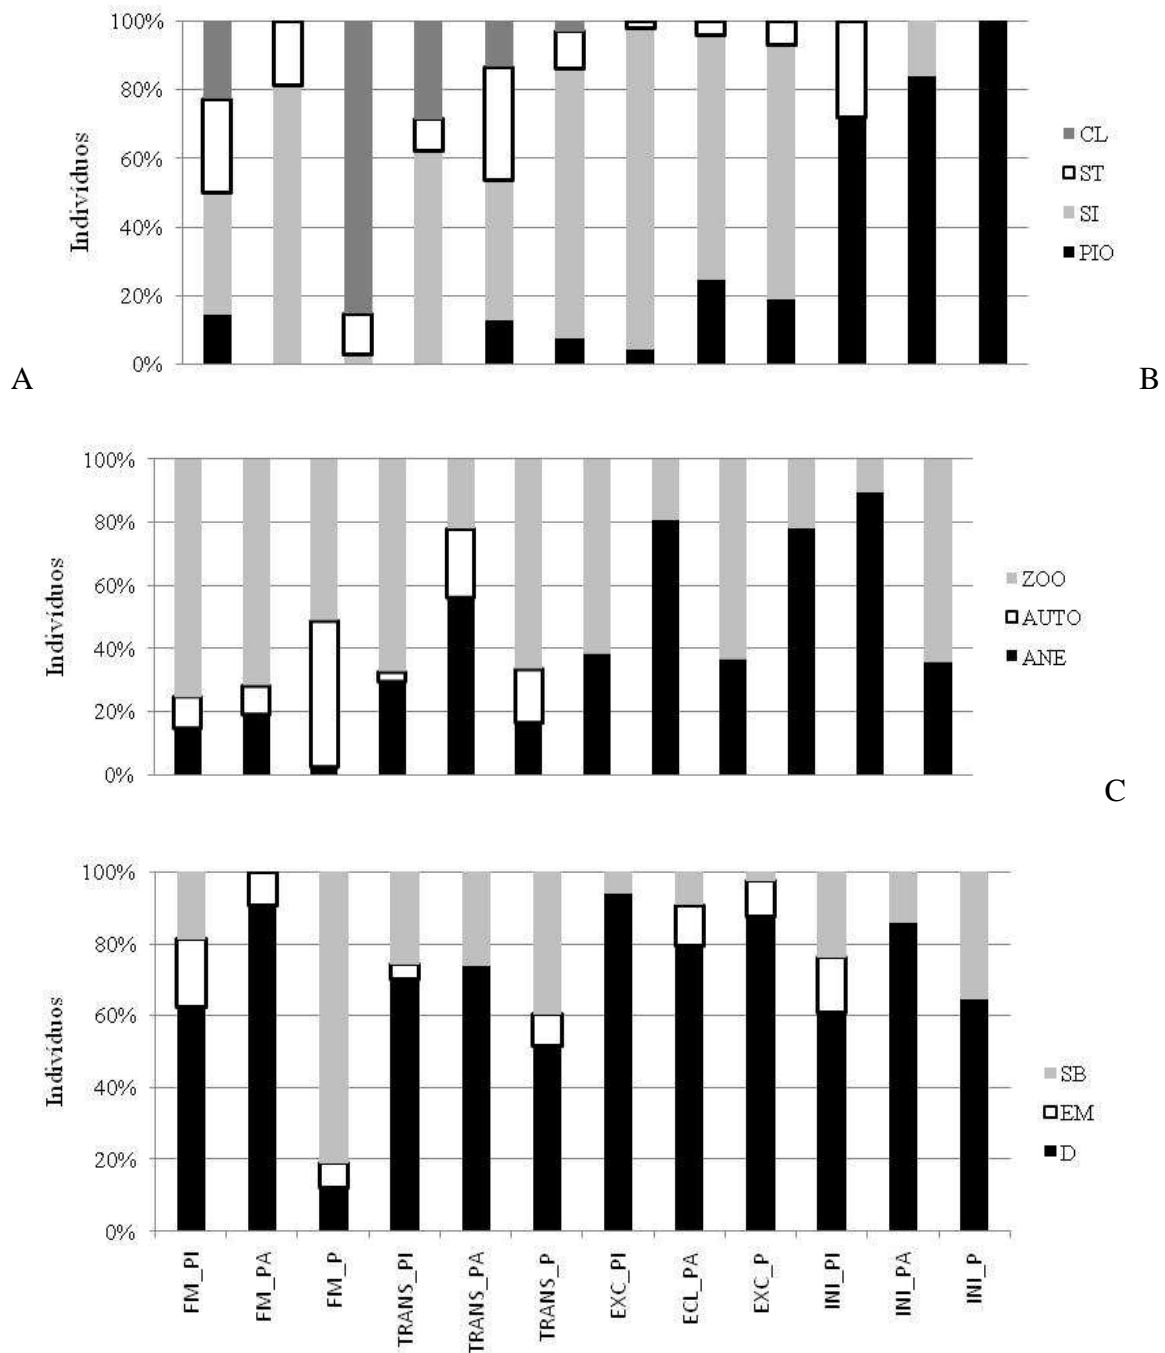 100%
80%
60%
40%
20%
0%
Indivíduos
CL
ST
SI
PIO
A
B
100%
80%
60%
40%
20%
0%
Indivíduos
ZOO
AUTO
ANE
C
100%
80%
60%
40%
20%
0%
Indivíduos
SB
EM
D
FM_PI
FM_PA
FM_P
TRANS_PI
TRANS_PA
TRANS_P
EXC_PI
ECL_PA
EXC_P
INI_PI
INI_PA
INI_P